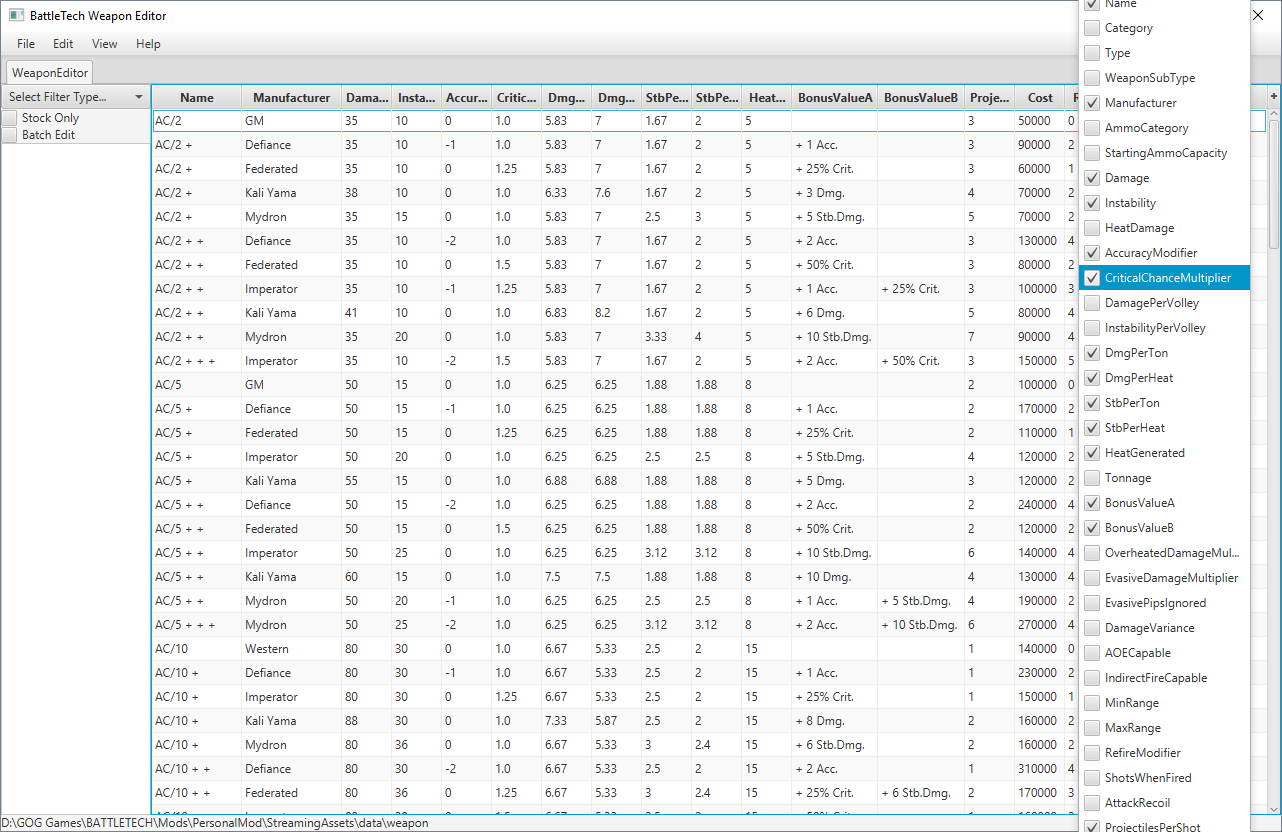 BattleTech Weapon Editor
File Edit View Help
WeaponEditor
Select Filter Type...
Stock Only
Batch Edit
Name Manufacturer Dama... Insta... Accur... Critic... Dmg... Dmg... StbPe... StbPe... Heat... BonusValueA BonusValueB Proje... Cost
AC/2 GM 35 10 0 1.0 5.83 7 1.67 2 5 3 50000 0
AC/2 + Defiance 35 10 -1 1.0 5.83 7 1.67 2 5 + 1 Acc. 3 90000 2
AC/2 + Federated 35 10 0 1.25 5.83 7 1.67 2 5 + 25% Crit. 3 60000 1
AC/2 + Kali Yama 38 10 0 1.0 6.33 7.6 1.67 2 5 + 3 Dmg. 4 70000 2
AC/2 + Mydron 35 15 0 1.0 5.83 7 2.5 3 5 + 5 Stb.Dmg. 5 70000 2
AC/2 + + Defiance 35 10 -2 1.0 5.83 7 1.67 2 5 + 2 Acc. 3 130000 4
AC/2 + + Federated 35 10 0 1.5 5.83 7 1.67 2 5 + 50% Crit. 3 80000 2
AC/2 + + Imperator 35 10 -1 1.25 5.83 7 1.67 2 5 + 1 Acc. + 25% Crit. 3 100000 3
AC/2 + + Kali Yama 41 10 0 1.0 6.83 8.2 1.67 2 5 + 6 Dmg. 5 80000 4
AC/2 + + Mydron 35 20 0 1.0 5.83 7 3.33 4 5 + 10 Stb.Dmg. 7 90000 4
AC/2 + + + Imperator 35 10 -2 1.5 5.83 7 1.67 2 5 + 2 Acc. + 50% Crit. 3 150000 5
AC/5 GM 50 15 0 1.0 6.25 6.25 1.88 1.88 8 2 100000 0
AC/5 + Defiance 50 15 -1 1.0 6.25 6.25 1.88 1.88 8 + 1 Acc. 2 170000 2
AC/5 + Federated 50 15 0 1.25 6.25 6.25 1.88 1.88 8 + 25% Crit. 2 110000 1
AC/5 + Imperator 50 20 0 1.0 6.25 6.25 2.5 2.5 8 + 5 Stb.Dmg. 4 120000 2
AC/5 + Kali Yama 55 15 0 1.0 6.88 6.88 1.88 1.88 8 + 5 Dmg. 3 120000 2
AC/5 + + Defiance 50 15 -2 1.0 6.25 6.25 1.88 1.88 8 + 2 Acc. 2 240000 4
AC/5 + + Federated 50 15 0 1.5 6.25 6.25 1.88 1.88 8 + 50% Crit. 2 120000 2
AC/5 + + Imperator 50 25 0 1.0 6.25 6.25 3.12 3.12 8 + 10 Stb.Dmg. 6 140000 4
AC/5 + + Kali Yama 60 15 0 1.0 7.5 7.5 1.88 1.88 8 + 10 Dmg. 4 130000 4
AC/5 + + Mydron 50 20 -1 1.0 6.25 6.25 2.5 2.5 8 + 1 Acc. + 5 Stb.Dmg. 4 190000 2
AC/5 + + + Mydron 50 25 -2 1.0 6.25 6.25 3.12 3.12 8 + 2 Acc. + 10 Stb.Dmg. 6 270000 4
AC/10 Western 80 30 0 1.0 6.67 5.33 2.5 2 15 1 140000 0
AC/10 + Defiance 80 30 -1 1.0 6.67 5.33 2.5 2 15 + 1 Acc. 1 230000 2
AC/10 + Imperator 80 30 0 1.25 6.67 5.33 2.5 2 15 + 25% Crit. 1 150000 1
AC/10 + Kali Yama 88 30 0 1.0 7.33 5.87 2.5 2 15 + 8 Dmg. 2 160000 2
AC/10 + Mydron 80 36 0 1.0 6.67 5.33 3 2.4 15 + 6 Stb.Dmg. 2 160000 2
AC/10 + + Defiance 80 30 -2 1.0 6.67 5.33 2.5 2 15 + 2 Acc. 1 310000 4
AC/10 + + Federated 80 36 0 1.25 6.67 5.33 3 2.4 15 + 25% Crit. + 6 Stb.Dmg. 2 170000 3
Name
Category
Type
WeaponSubType
Manufacturer
AmmoCategory
StartingAmmoCapacity
Damage
Instability
HeatDamage
AccuracyModifier
CriticalChanceMultiplier
DamagePerVolley
InstabilityPerVolley
DmgPerTon
DmgPerHeat
StbPerTon
StbPerHeat
HeatGenerated
Tonnage
BonusValueA
BonusValueB
OverheatedDamageMul...
EvasiveDamageMultiplier
EvasivePipsIgnored
DamageVariance
AOECapable
IndirectFireCapable
MinRange
MaxRange
RefireModifier
ShotsWhenFired
AttackRecoil
ProjectilesPerShot
D:\GOG Games\BATTLETECH\Mods\PersonalMod\StreamingAssets\data\weapon